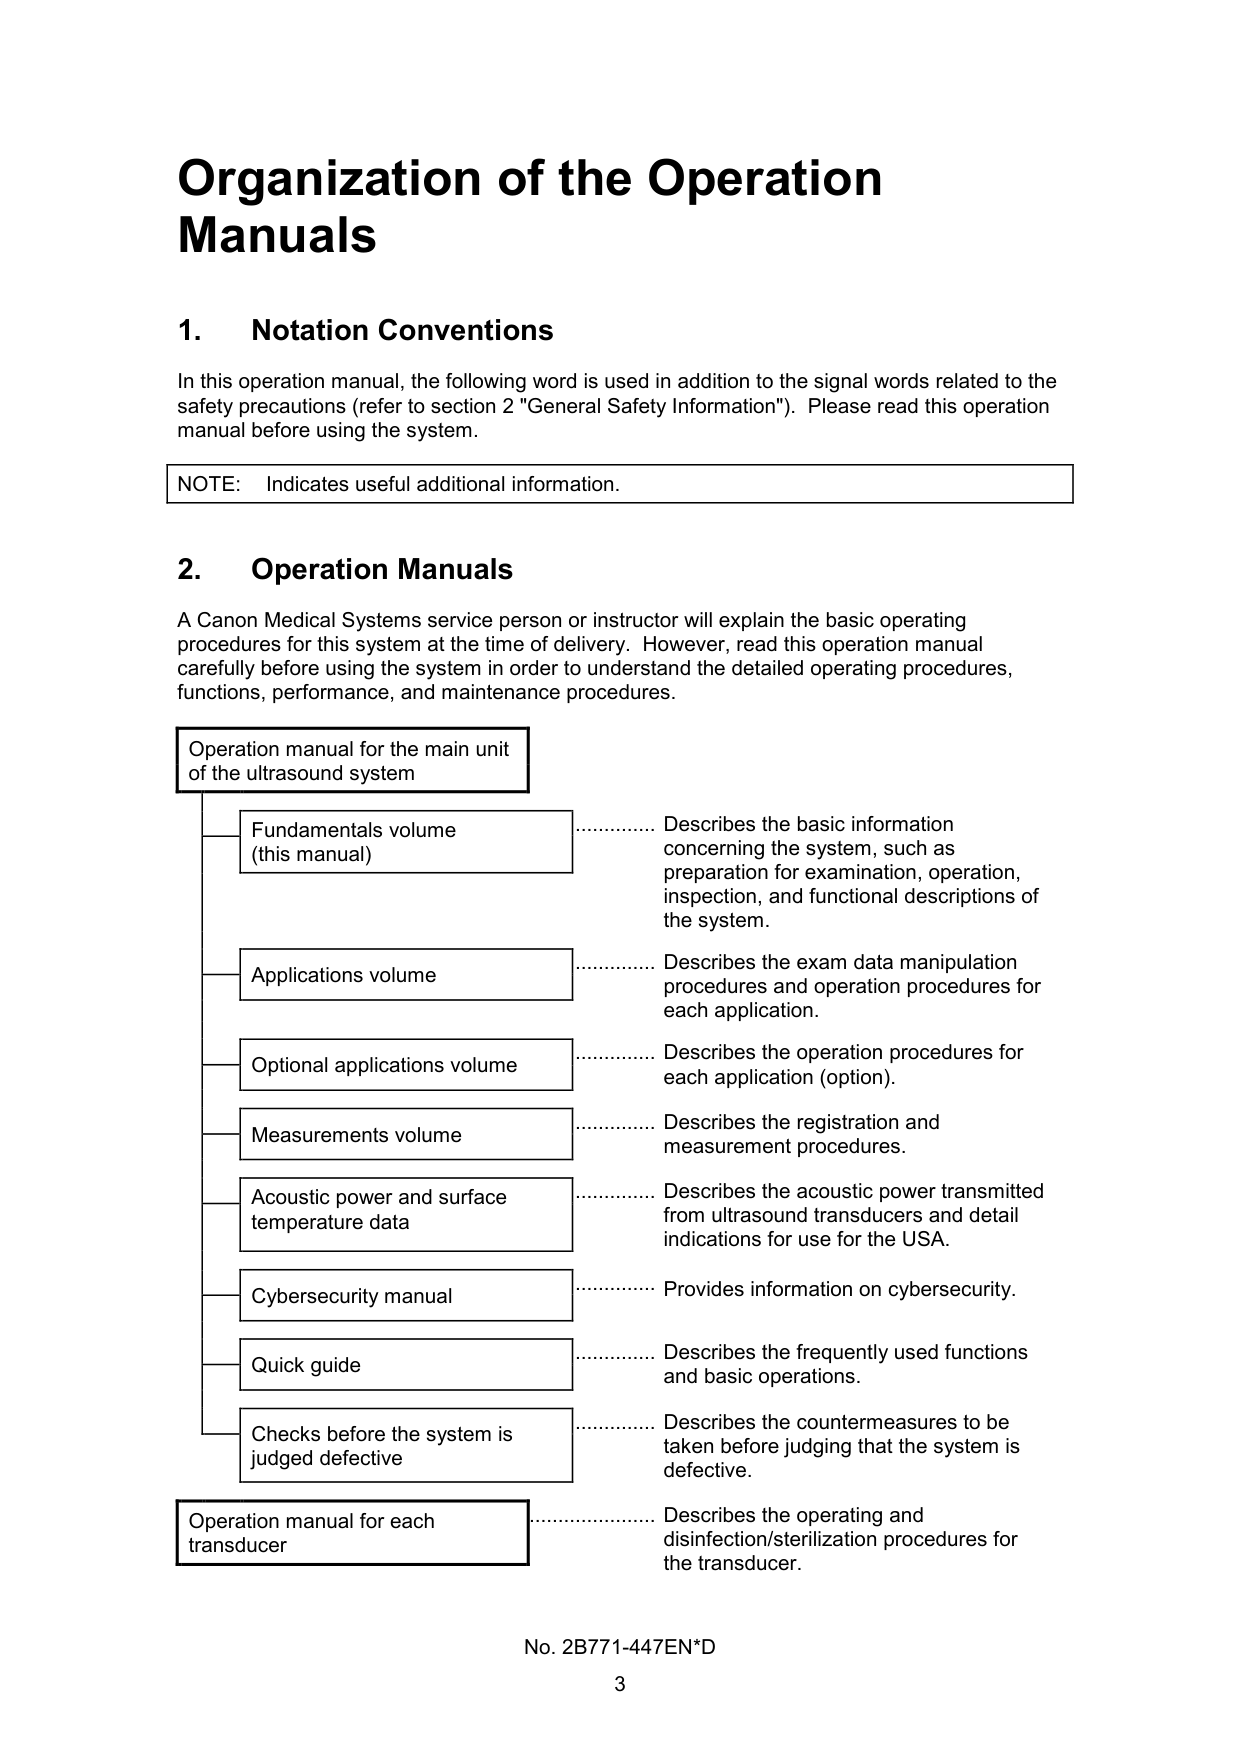 Organization of the Operation
Manuals
1. Notation Conventions
In this operation manual, the following word is used in addition to the signal words related to the
safety precautions (refer to section 2 "General Safety Information").  Please read this operation
manual before using the system.
NOTE: Indicates useful additional information.
2. Operation Manuals
A Canon Medical Systems service person or instructor will explain the basic operating
procedures for this system at the time of delivery.  However, read this operation manual
carefully before using the system in order to understand the detailed operating procedures,
functions, performance, and maintenance procedures.
Operation manual for the main unit
of the ultrasound system
Fundamentals volume
(this manual)
.............. Describes the basic information
concerning the system, such as
preparation for examination, operation,
inspection, and functional descriptions of
the system.
Applications volume
.............. Describes the exam data manipulation
procedures and operation procedures for
each application.
Optional applications volume
.............. Describes the operation procedures for
each application (option).
Measurements volume
.............. Describes the registration and
measurement procedures.
Acoustic power and surface
temperature data
.............. Describes the acoustic power transmitted
from ultrasound transducers and detail
indications for use for the USA.
Cybersecurity manual
.............. Provides information on cybersecurity.
Quick guide
.............. Describes the frequently used functions
and basic operations.
Checks before the system is
judged defective
.............. Describes the countermeasures to be
taken before judging that the system is
defective.
Operation manual for each
transducer
...................... Describes the operating and
disinfection/sterilization procedures for
the transducer.
No. 2B771-447EN*D
3